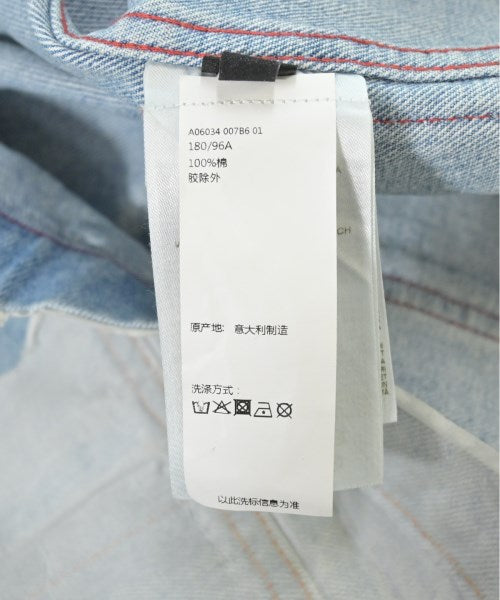 A06034 007B6 01
180/96A
100%棉
胶除外
CH
原产地: 意大利制造
洗涤方式:
以此洗标信息为准